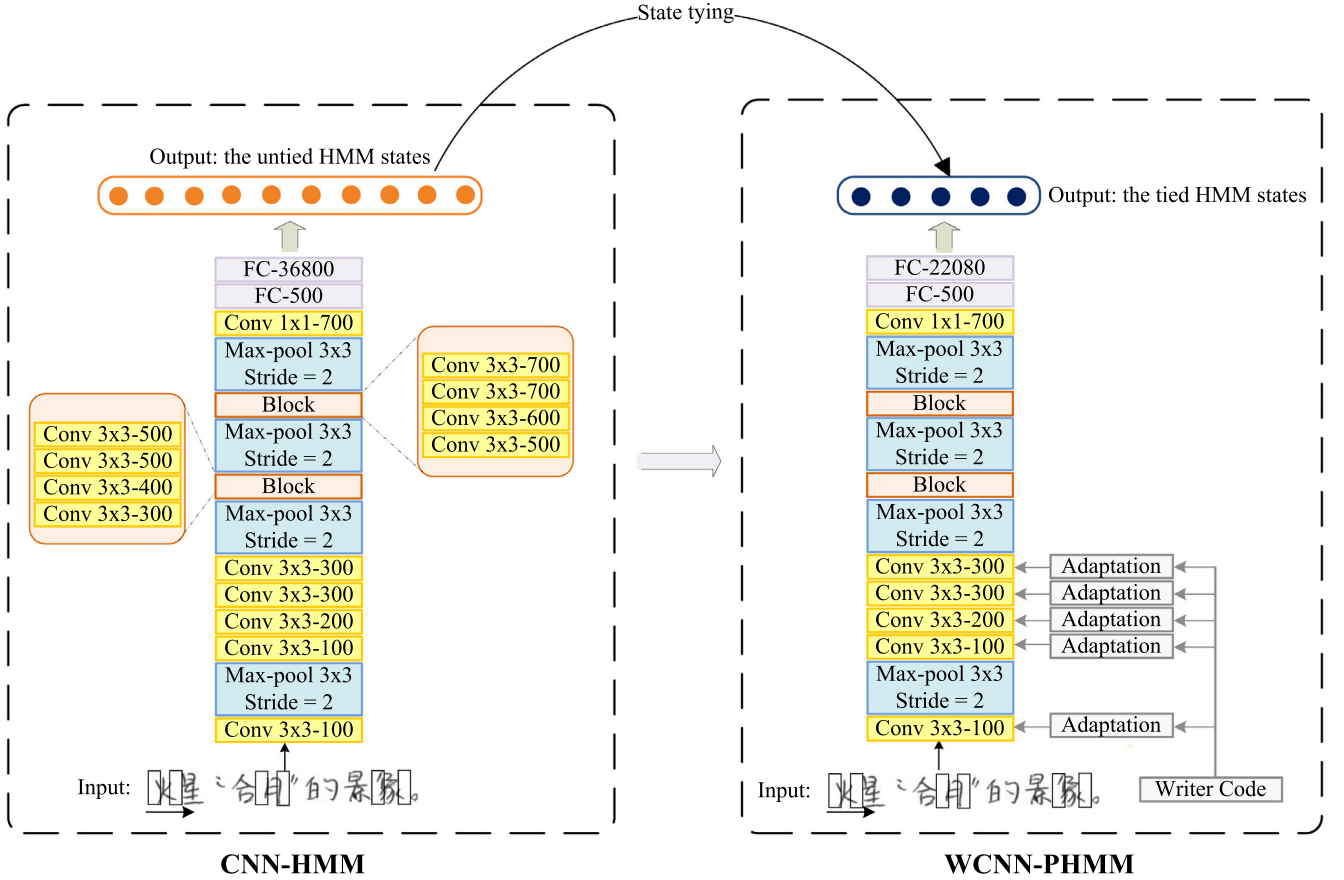 State tying
Output: the untied HMM states
FC-36800
FC-500
Conv 1x1-700
Max-pool 3x3
Stride = 2
Block
Max-pool 3x3
Stride = 2
Block
Max-pool 3x3
Stride = 2
Conv 3x3-300
Conv 3x3-300
Conv 3x3-200
Conv 3x3-100
Max-pool 3x3
Stride = 2
Conv 3x3-100
Conv 3x3-500
Conv 3x3-500
Conv 3x3-400
Conv 3x3-300
Conv 3x3-700
Conv 3x3-700
Conv 3x3-600
Conv 3x3-500
Input: 火星“合月”的景象。
CNN-HMM
Output: the tied HMM states
FC-22080
FC-500
Conv 1x1-700
Max-pool 3x3
Stride = 2
Block
Max-pool 3x3
Stride = 2
Block
Max-pool 3x3
Stride = 2
Conv 3x3-300
Adaptation
Conv 3x3-300
Adaptation
Conv 3x3-200
Adaptation
Conv 3x3-100
Adaptation
Max-pool 3x3
Stride = 2
Conv 3x3-100
Adaptation
Input: 火星“合月”的景象。
Writer Code
WCNN-PHMM